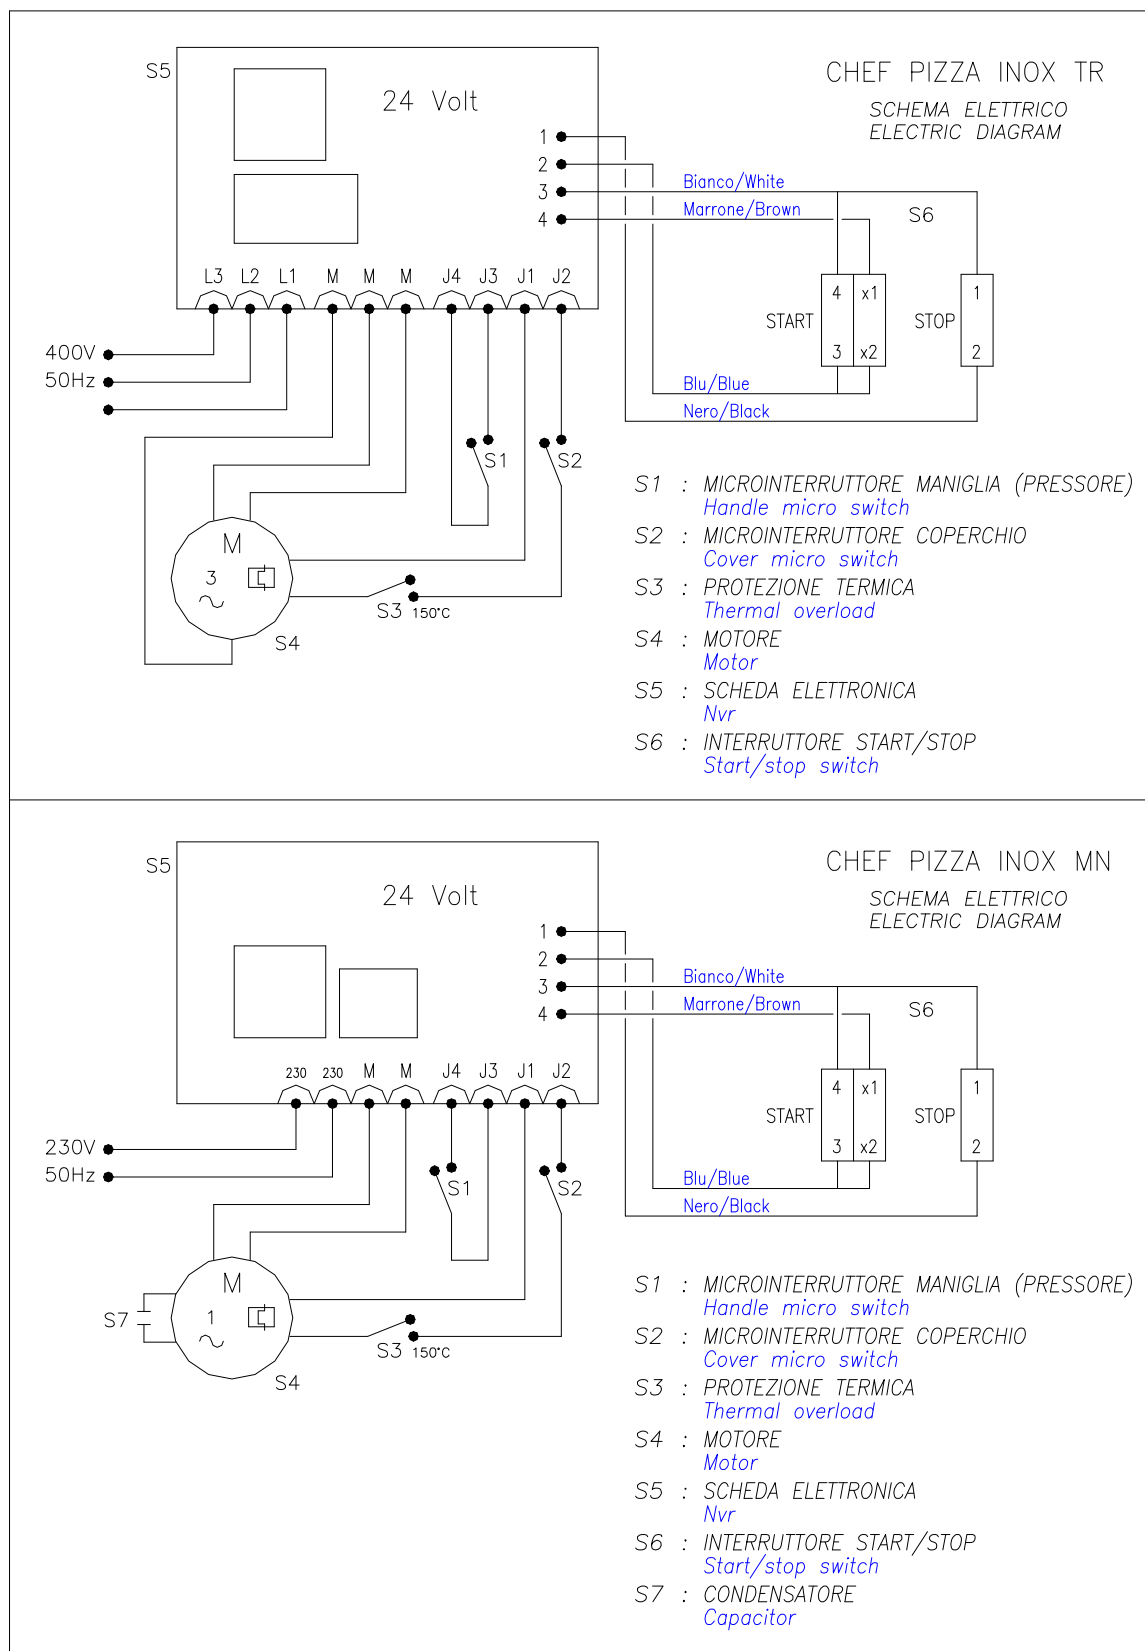 S5
24 Volt
CHEF PIZZA INOX TR
SCHEMA ELETTRICO
ELECTRIC DIAGRAM
1
2
3
4
Bianco/White
Marrone/Brown
S6
L3 L2 L1 M M M J4 J3 J1 J2
4 x1
START
3 x2
1
STOP
2
400V
50Hz
Blu/Blue
Nero/Black
S1
S2
M
3
S3 150°C
S4
S1 : MICROINTERRUTTORE MANIGLIA (PRESSORE)
Handle micro switch
S2 : MICROINTERRUTTORE COPERCHIO
Cover micro switch
S3 : PROTEZIONE TERMICA
Thermal overload
S4 : MOTORE
Motor
S5 : SCHEDA ELETTRONICA
Nvr
S6 : INTERRUTTORE START/STOP
Start/stop switch
S5
24 Volt
CHEF PIZZA INOX MN
SCHEMA ELETTRICO
ELECTRIC DIAGRAM
1
2
3
4
Bianco/White
Marrone/Brown
S6
230 230 M M J4 J3 J1 J2
4 x1
START
3 x2
1
STOP
2
230V
50Hz
Blu/Blue
Nero/Black
S1
S2
M
1
S7
S3 150°C
S4
S1 : MICROINTERRUTTORE MANIGLIA (PRESSORE)
Handle micro switch
S2 : MICROINTERRUTTORE COPERCHIO
Cover micro switch
S3 : PROTEZIONE TERMICA
Thermal overload
S4 : MOTORE
Motor
S5 : SCHEDA ELETTRONICA
Nvr
S6 : INTERRUTTORE START/STOP
Start/stop switch
S7 : CONDENSATORE
Capacitor